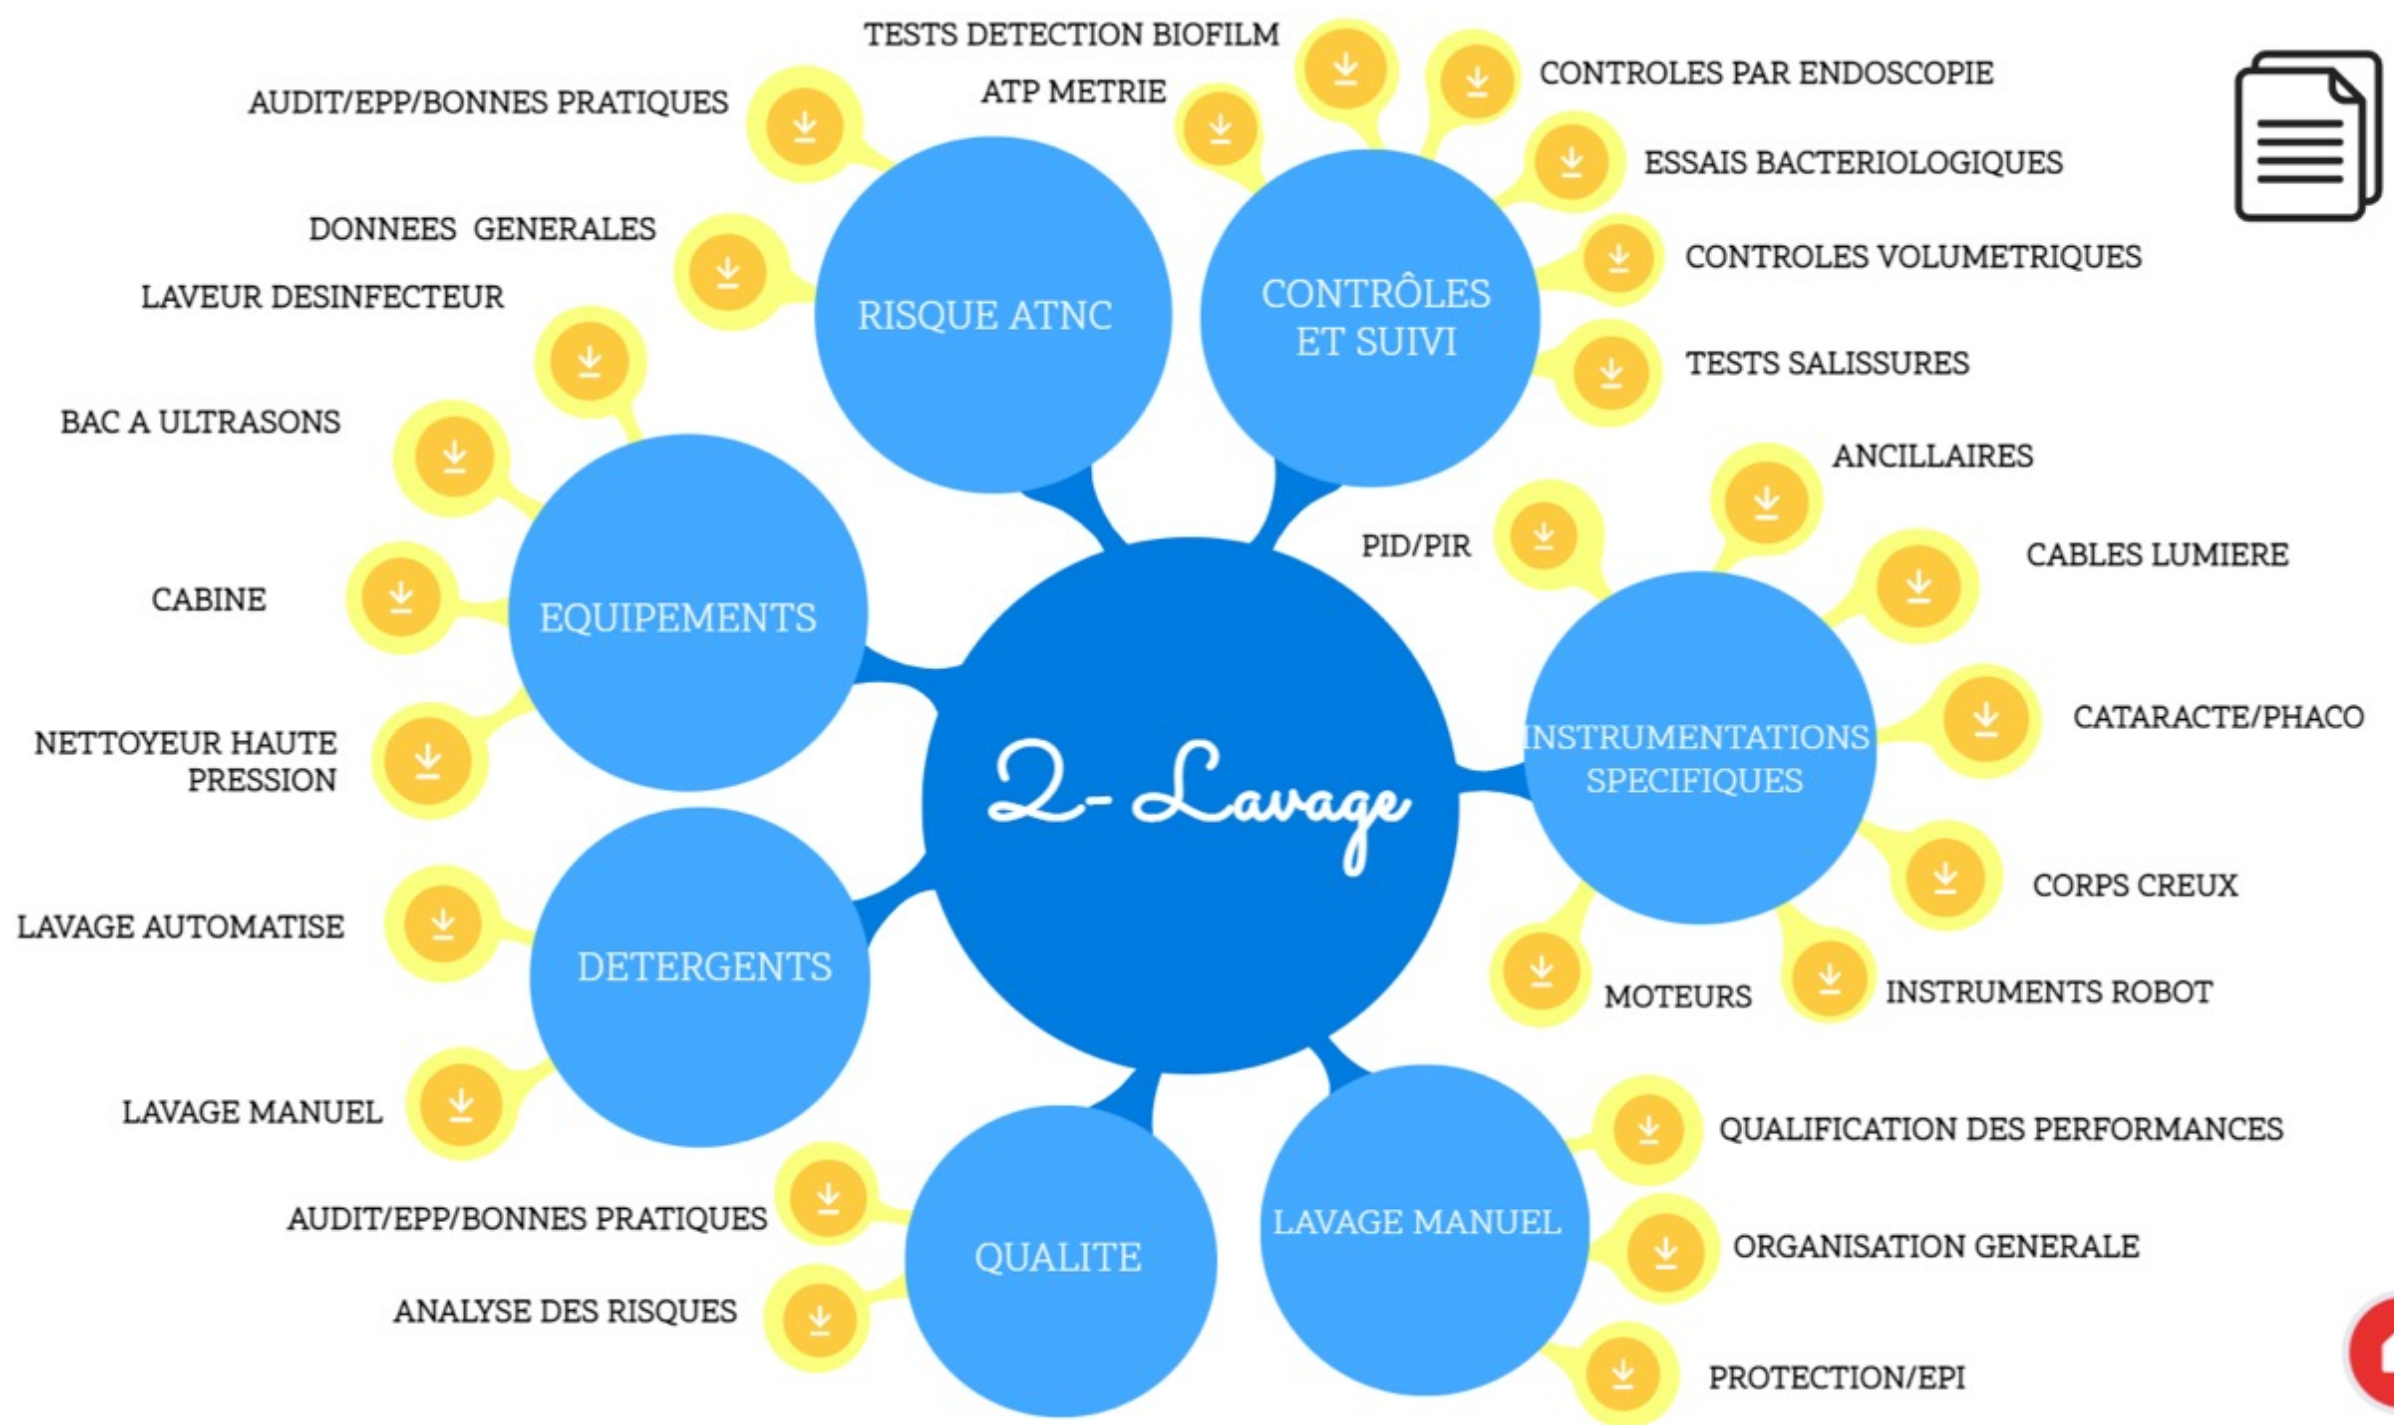 TESTS DETECTION BIOFILM
ATP METRIE
CONTROLES PAR ENDOSCOPIE
ESSAIS BACTERIOLOGIQUES
CONTROLES VOLUMETRIQUES
TESTS SALISSURES
CONTRÔLES
ET SUIVI
AUDIT/EPP/BONNES PRATIQUES
DONNEES GENERALES
RISQUE ATNC
LAVEUR DESINFECTEUR
BAC A ULTRASONS
CABINE
NETTOYEUR HAUTE
PRESSION
EQUIPEMENTS
2- Lavage
PID/PIR
ANCILLAIRES
CABLES LUMIERE
CATARACTE/PHACO
CORPS CREUX
INSTRUMENTS ROBOT
MOTEURS
INSTRUMENTATIONS
SPECIFIQUES
LAVAGE AUTOMATISE
LAVAGE MANUEL
DETERGENTS
AUDIT/EPP/BONNES PRATIQUES
ANALYSE DES RISQUES
QUALITE
LAVAGE MANUEL
QUALIFICATION DES PERFORMANCES
ORGANISATION GENERALE
PROTECTION/EPI